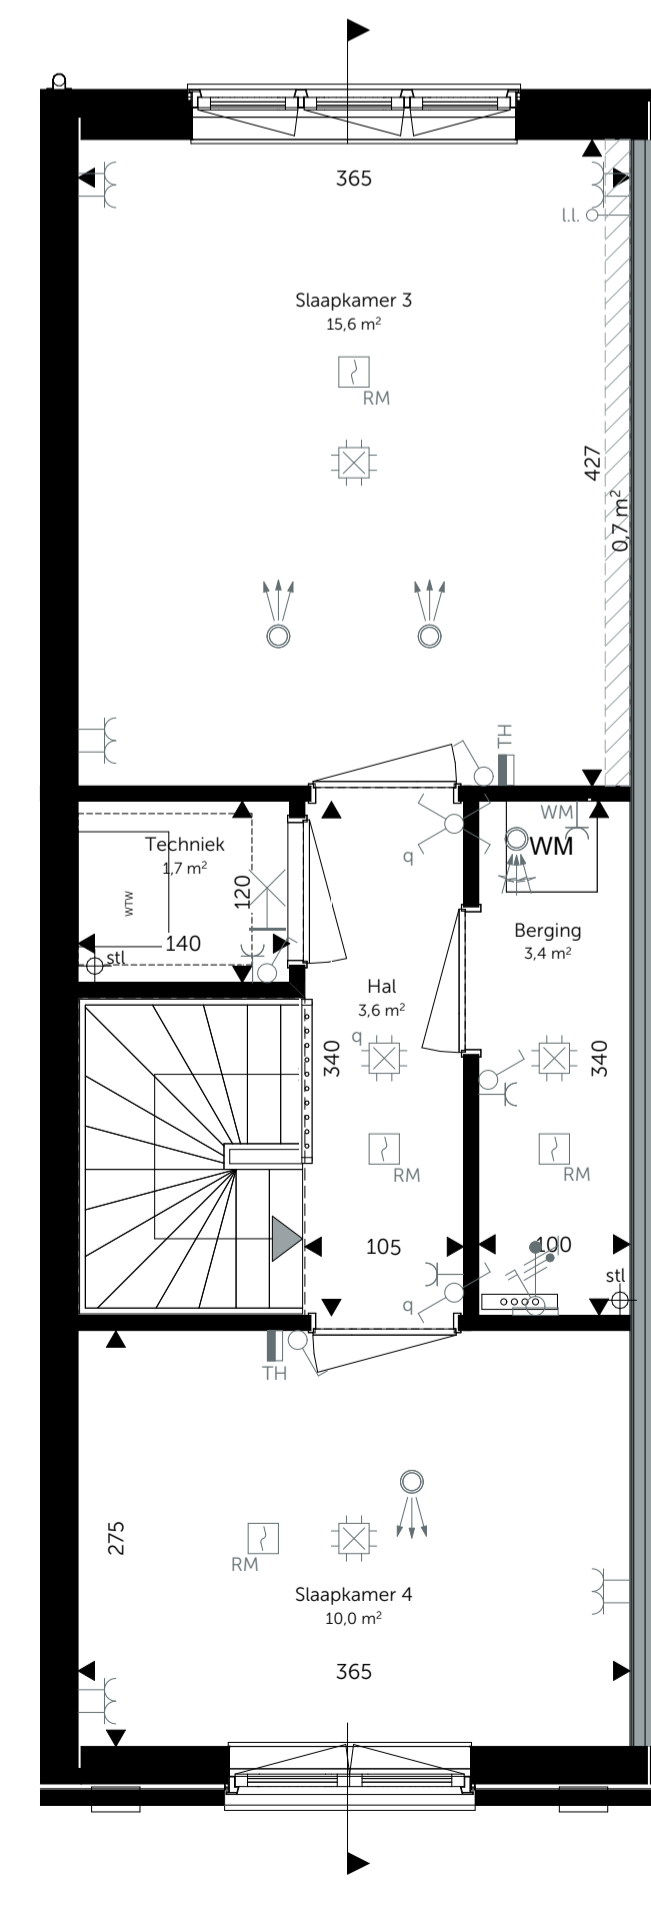 365
l.l.
Slaapkamer 3
15,6 m²
RM
427
0,7 m²
TH
WM
q
WM
Techniek
1,7 m²
WTW
120
140
stl
Berging
3,4 m²
Hal
3,6 m²
q
340
340
RM
RM
105
100
stl
q
TH
275
RM
Slaapkamer 4
10,0 m²
365